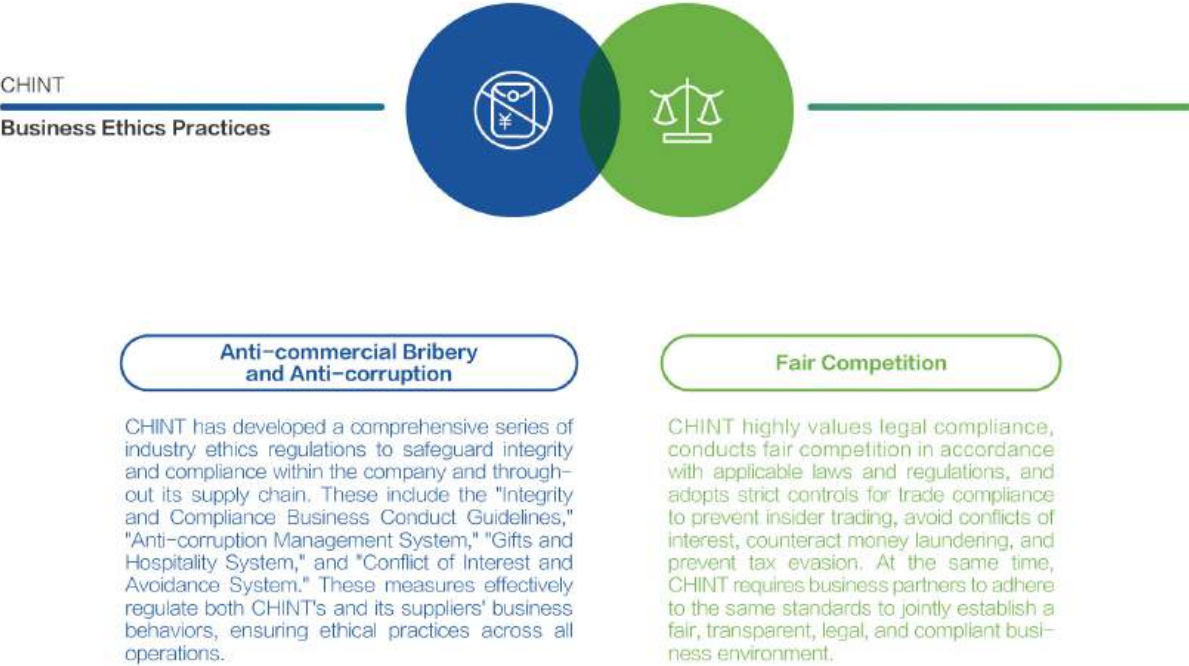 CHINT
Business Ethics Practices
¥
Anti-commercial Bribery
and Anti-corruption
CHINT has developed a comprehensive series of
industry ethics regulations to safeguard integrity
and compliance within the company and through-
out its supply chain. These include the "Integrity
and Compliance Business Conduct Guidelines,"
"Anti-corruption Management System," "Gifts and
Hospitality System," and "Conflict of Interest and
Avoidance System." These measures effectively
regulate both CHINT's and its suppliers' business
behaviors, ensuring ethical practices across all
operations.
Fair Competition
CHINT highly values legal compliance,
conducts fair competition in accordance
with applicable laws and regulations, and
adopts strict controls for trade compliance
to prevent insider trading, avoid conflicts of
interest, counteract money laundering, and
prevent tax evasion. At the same time,
CHINT requires business partners to adhere
to the same standards to jointly establish a
fair, transparent, legal, and compliant busi-
ness environment.